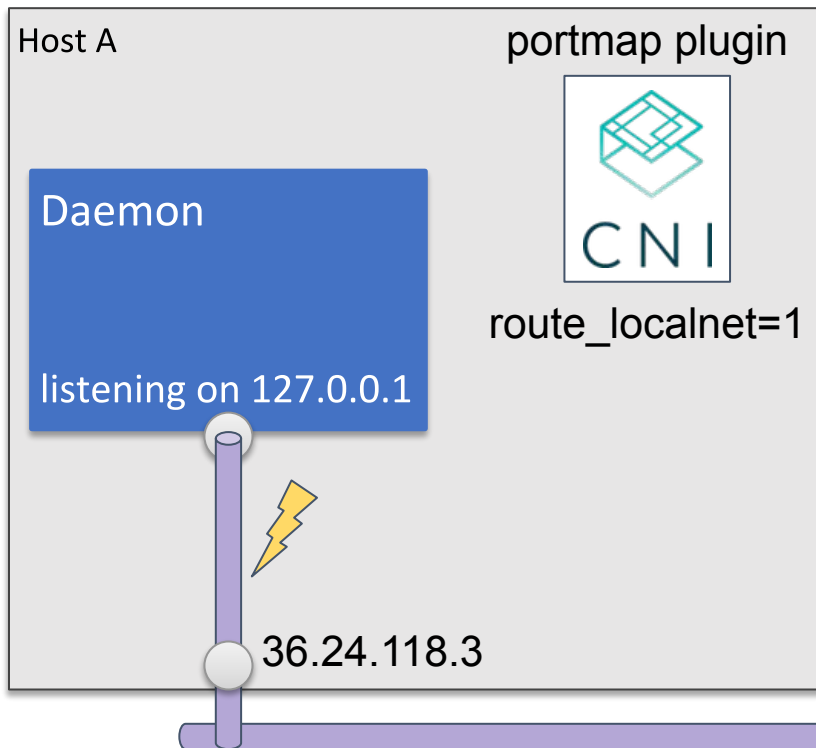 Host A
portmap plugin
CNI
route_localnet=1
Daemon
listening on 127.0.0.1
36.24.118.3